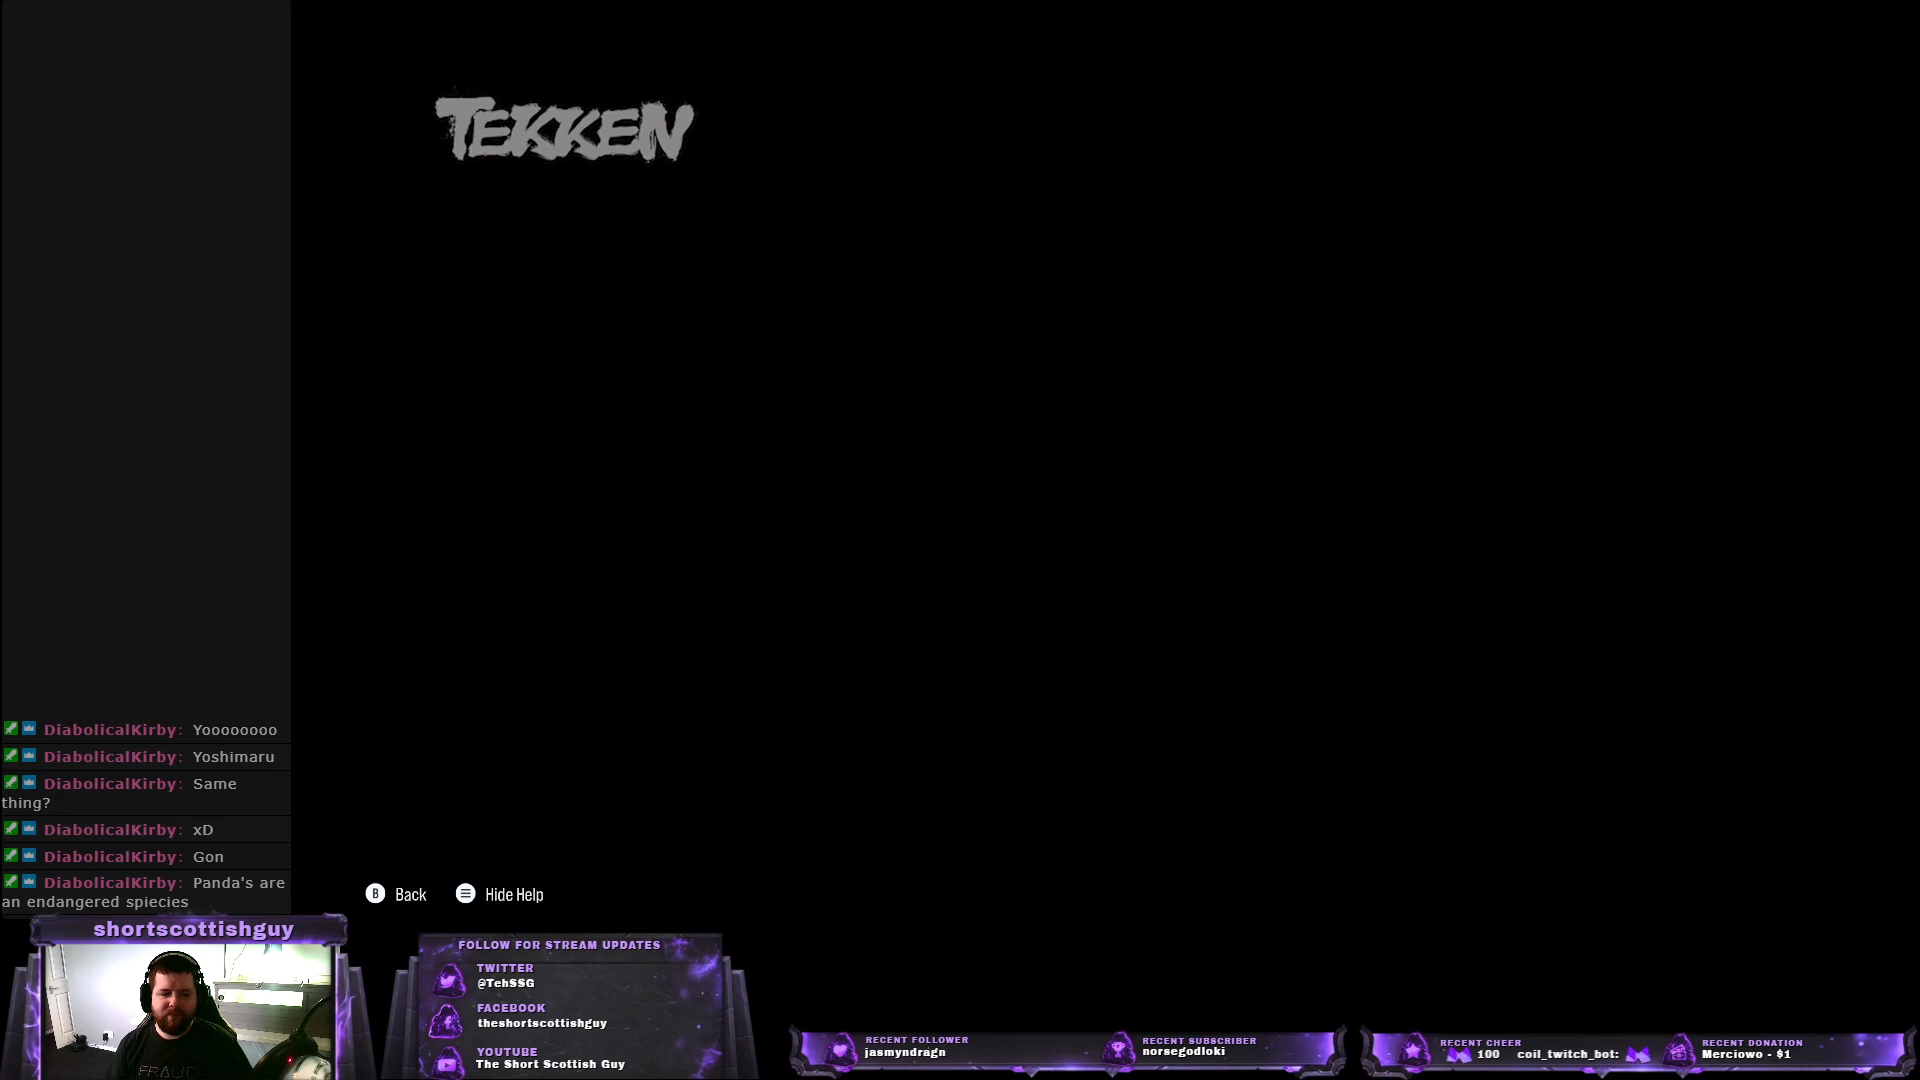 TEKKEN
DiabolicalKirby: Yoooooooo
DiabolicalKirby: Yoshimaru
DiabolicalKirby: Same
thing?
DiabolicalKirby: xD
DiabolicalKirby: Gon
DiabolicalKirby: Panda's are
an endangered spiecies
B Back
Hide Help
shortscottishguy
FRAUD
FOLLOW FOR STREAM UPDATES
TWITTER
@TehSSG
FACEBOOK
theshortscottishguy
YOUTUBE
The Short Scottish Guy
RECENT FOLLOWER
jasmyndragn
RECENT SUBSCRIBER
norsegodloki
RECENT CHEER
100 coil_twitch_bot:
RECENT DONATION
Merciowo - $1